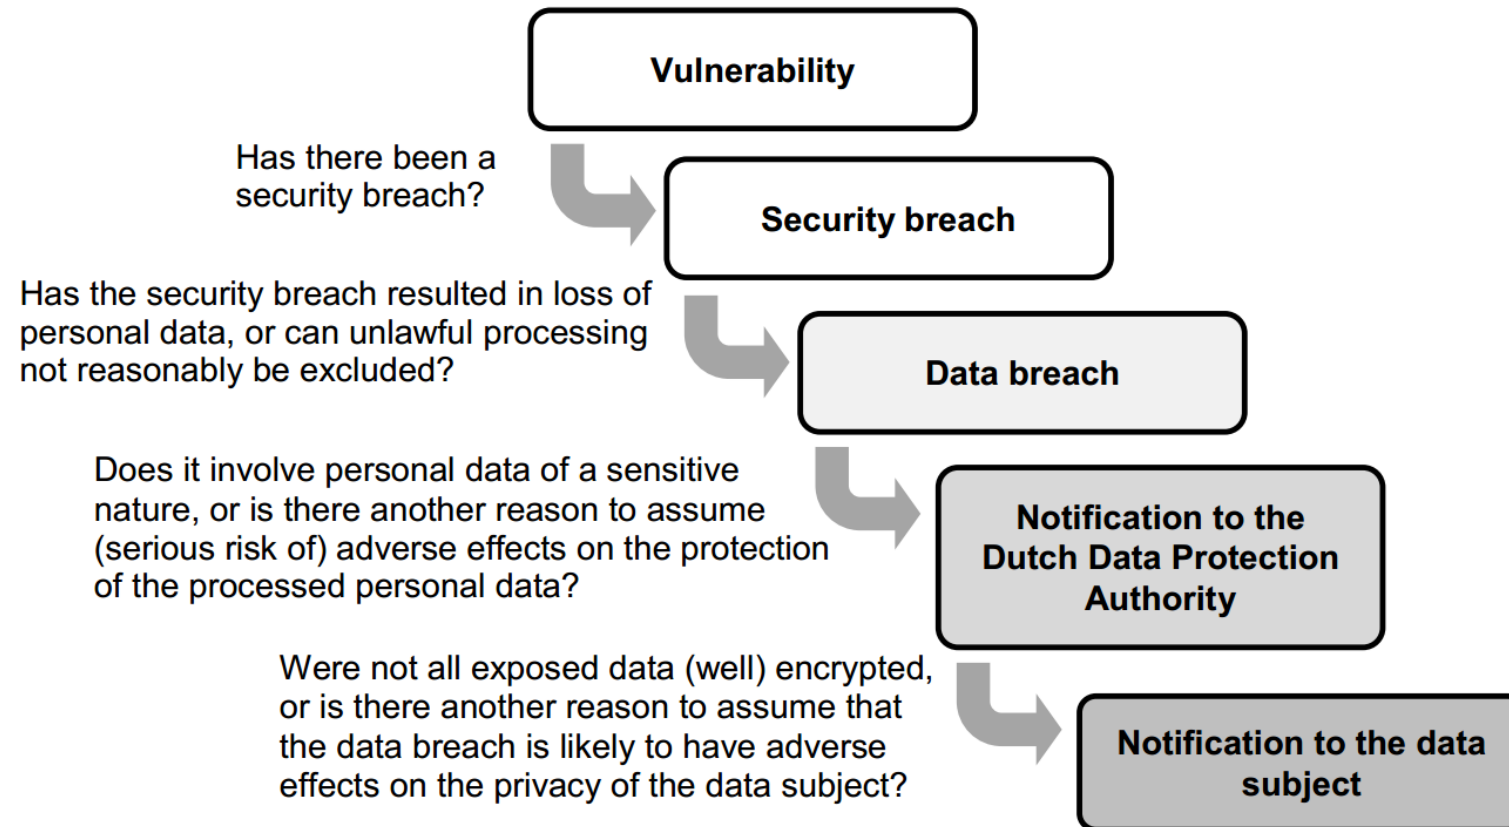 Vulnerability
Has there been a
security breach?
Security breach
Has the security breach resulted in loss of
personal data, or can unlawful processing
not reasonably be excluded?
Data breach
Does it involve personal data of a sensitive
nature, or is there another reason to assume
(serious risk of) adverse effects on the protection
of the processed personal data?
Notification to the
Dutch Data Protection
Authority
Were not all exposed data (well) encrypted,
or is there another reason to assume that
the data breach is likely to have adverse
effects on the privacy of the data subject?
Notification to the data
subject